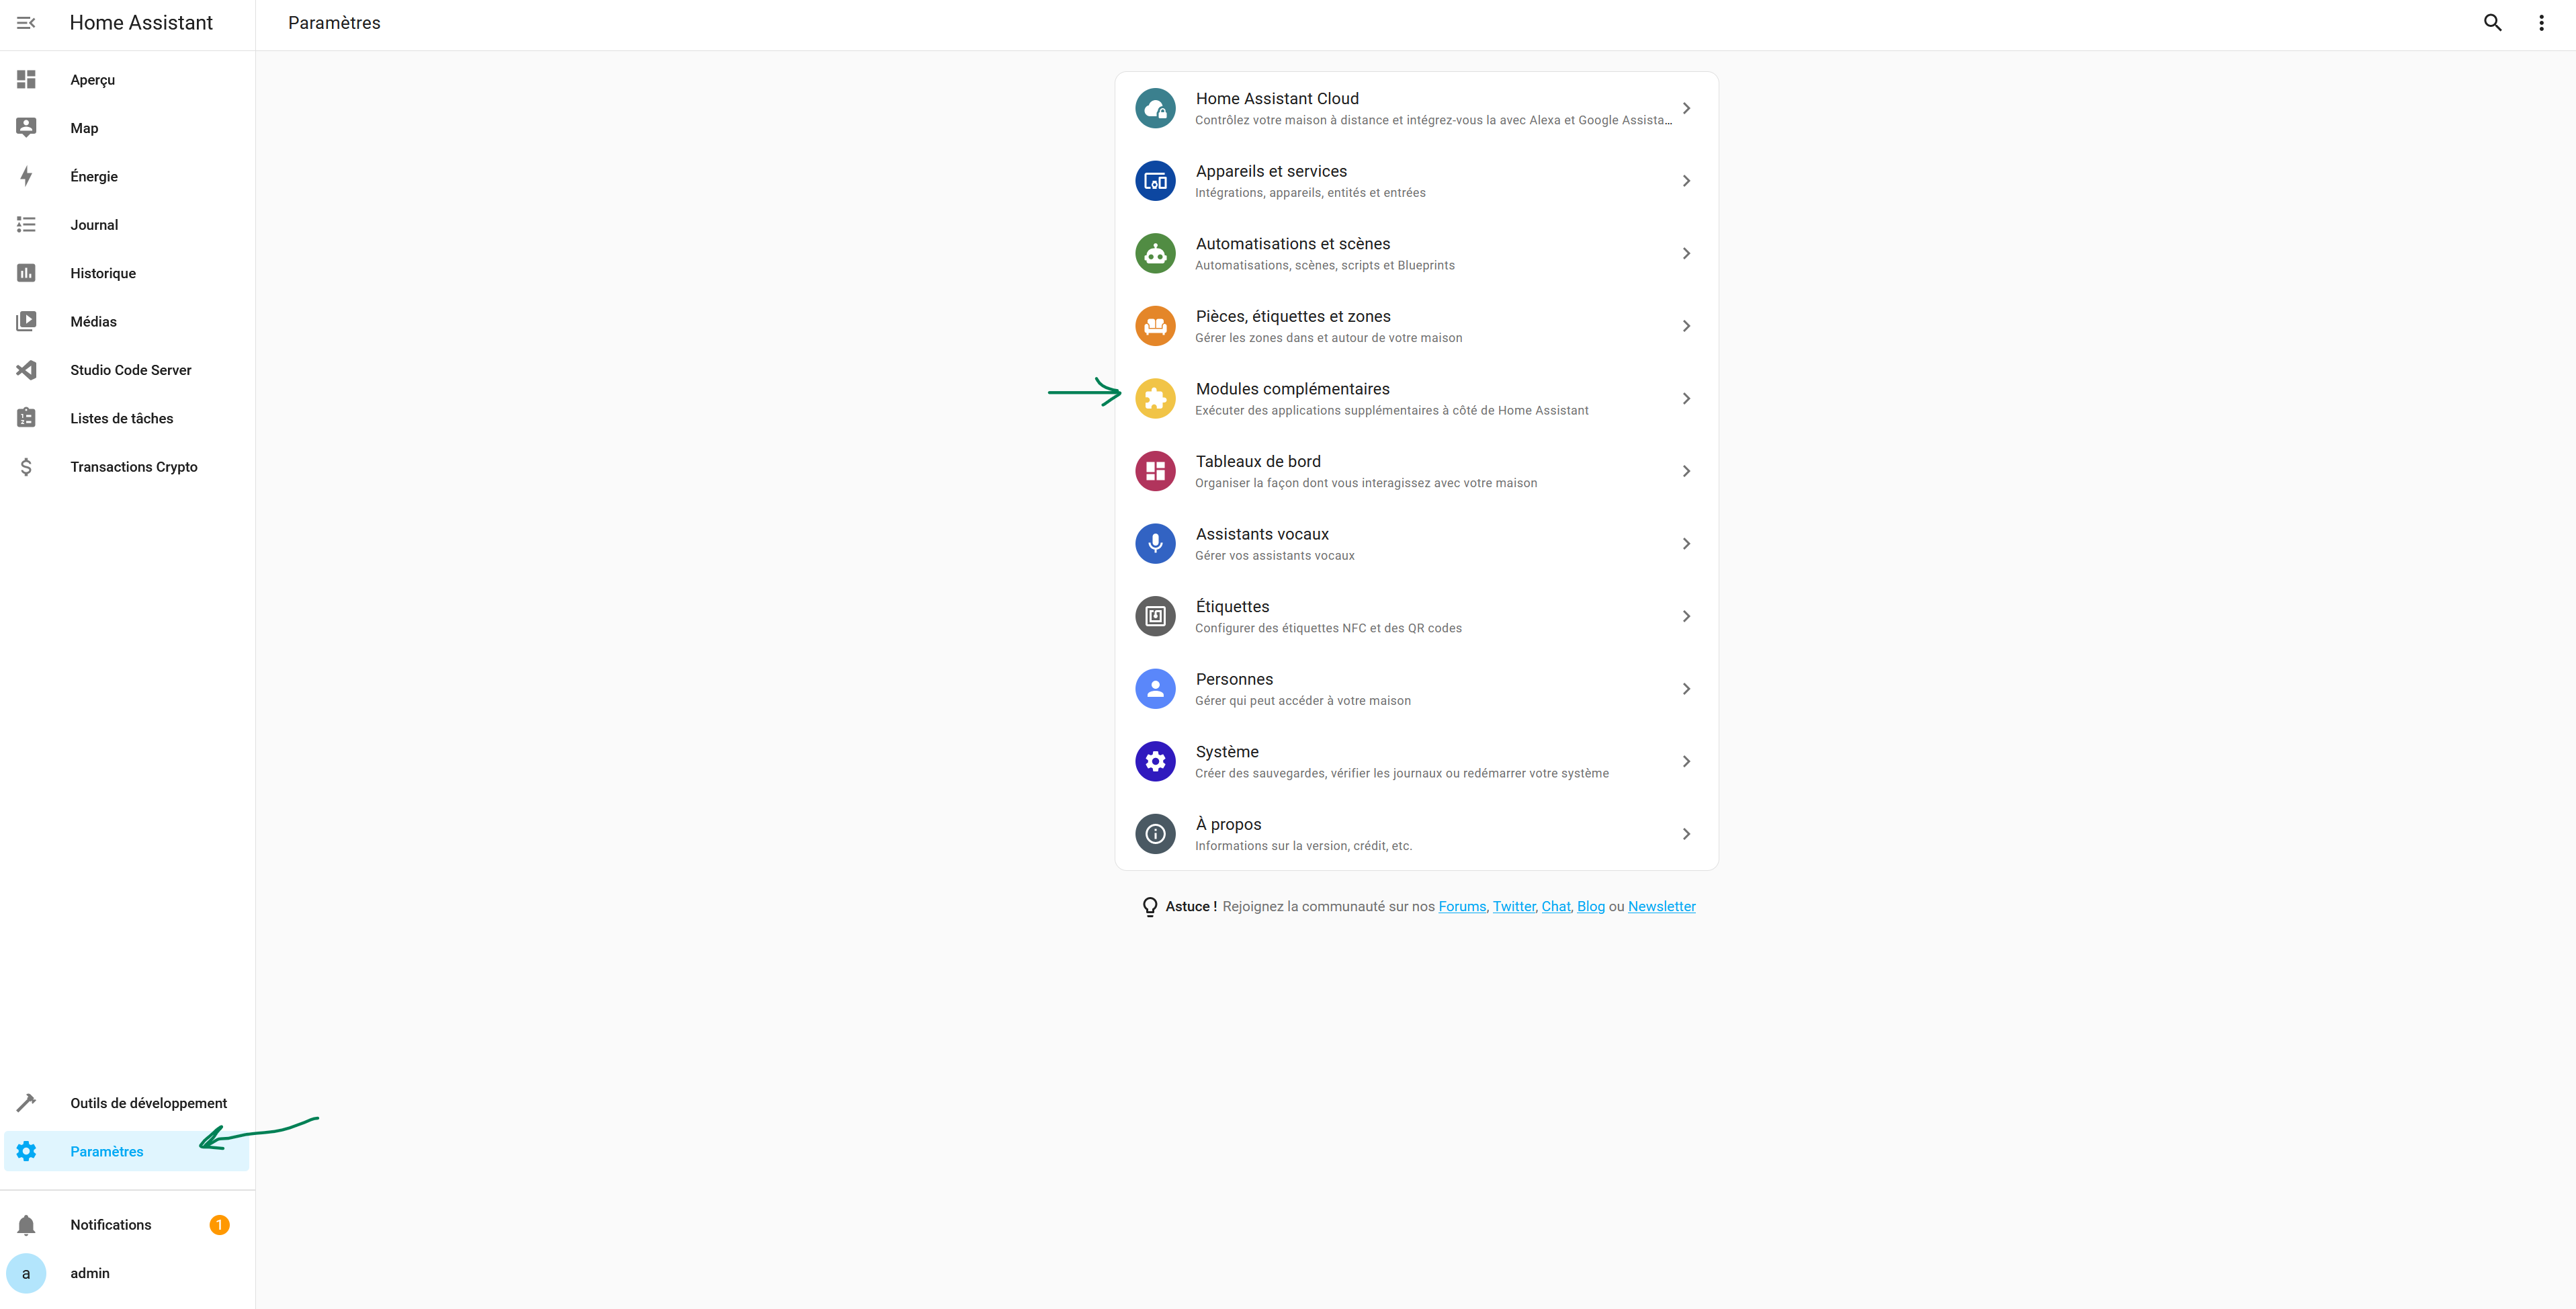 Home Assistant
Paramètres
Aperçu
Map
Énergie
Journal
Historique
Médias
Studio Code Server
Listes de tâches
Transactions Crypto
Outils de développement
Paramètres
Notifications 1
a admin
Home Assistant Cloud
Contrôlez votre maison à distance et intégrez-vous la avec Alexa et Google Assista…
Appareils et services
Intégrations, appareils, entités et entrées
Automatisations et scènes
Automatisations, scènes, scripts et Blueprints
Pièces, étiquettes et zones
Gérer les zones dans et autour de votre maison
Modules complémentaires
Exécuter des applications supplémentaires à côté de Home Assistant
Tableaux de bord
Organiser la façon dont vous interagissez avec votre maison
Assistants vocaux
Gérer vos assistants vocaux
Étiquettes
Configurer des étiquettes NFC et des QR codes
Personnes
Gérer qui peut accéder à votre maison
Système
Créer des sauvegardes, vérifier les journaux ou redémarrer votre système
À propos
Informations sur la version, crédit, etc.
Astuce ! Rejoignez la communauté sur nos Forums, Twitter, Chat, Blog ou Newsletter